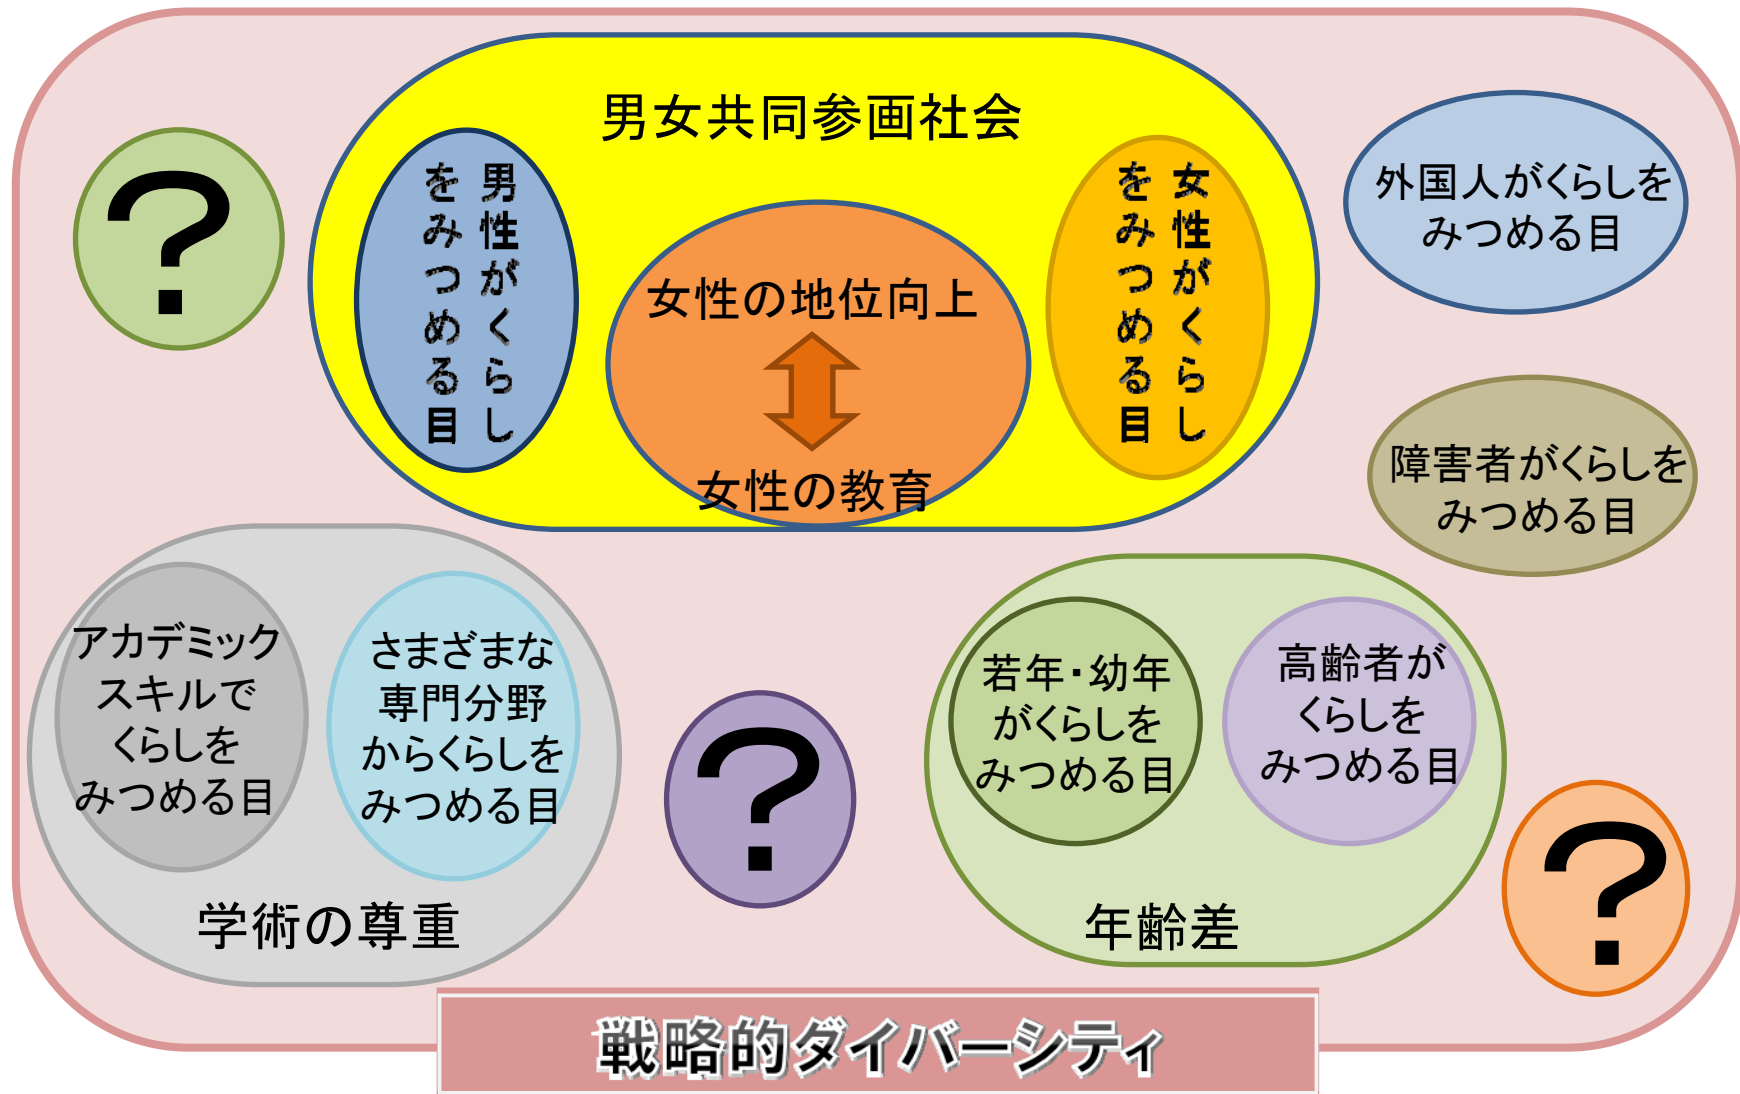 男女共同参画社会
?
男性がくらし
をみつめる目
女性の地位向上
女性の教育
女性がくらし
をみつめる目
外国人がくらしを
みつめる目
障害者がくらしを
みつめる目
アカデミック
スキルで
くらしを
みつめる目
さまざまな
専門分野
からくらしを
みつめる目
学術の尊重
?
若年・幼年
がくらしを
みつめる目
高齢者が
くらしを
みつめる目
年齢差
?
戦略的ダイバーシティ